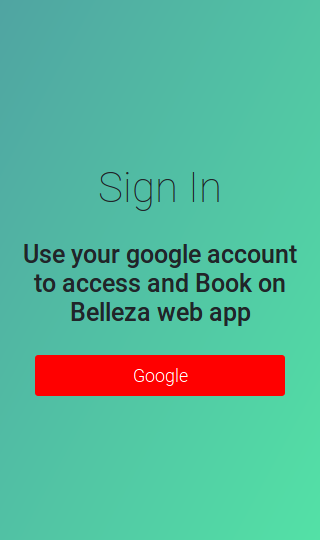 Sign In
Use your google account
to access and Book on
Belleza web app
Google